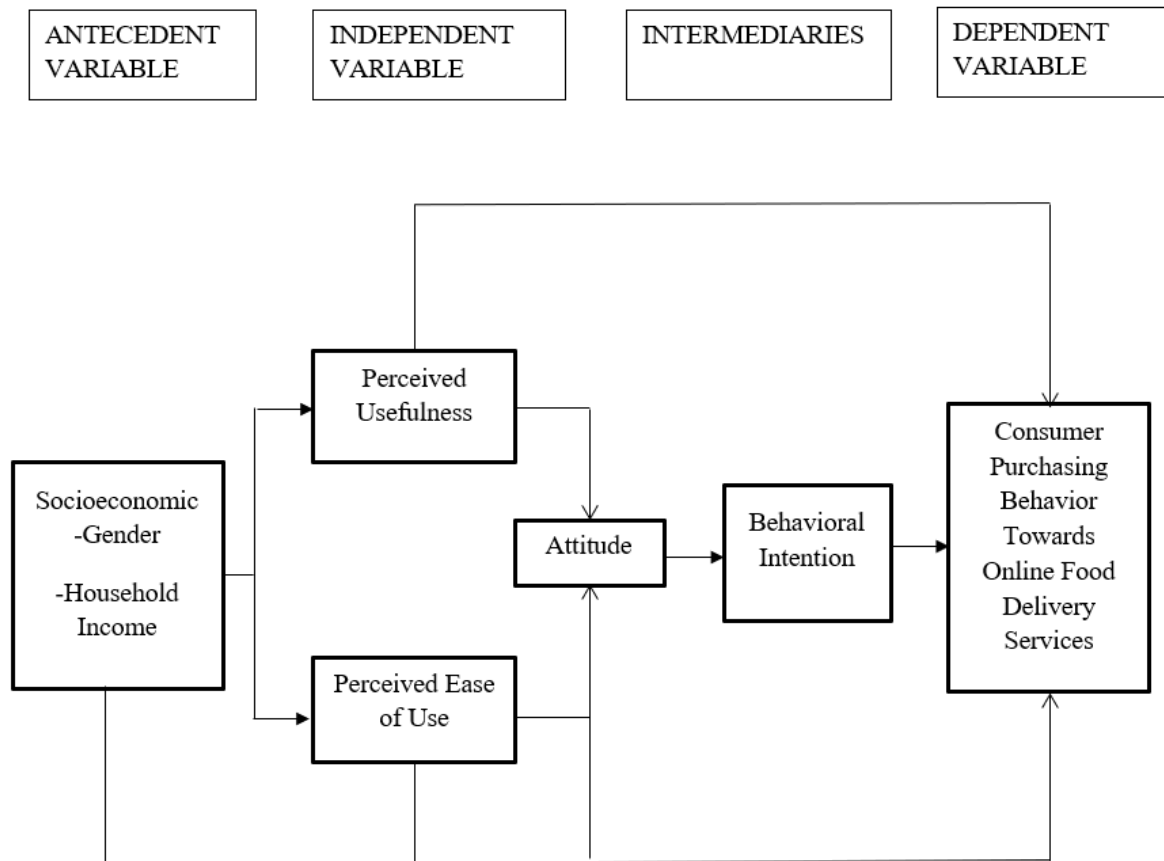 ANTECEDENT
VARIABLE
INDEPENDENT
VARIABLE
INTERMEDIARIES
DEPENDENT
VARIABLE
Perceived
Usefulness
Socioeconomic
-Gender
-Household
Income
Attitude
Behavioral
Intention
Consumer
Purchasing
Behavior
Towards
Online Food
Delivery
Services
Perceived Ease
of Use